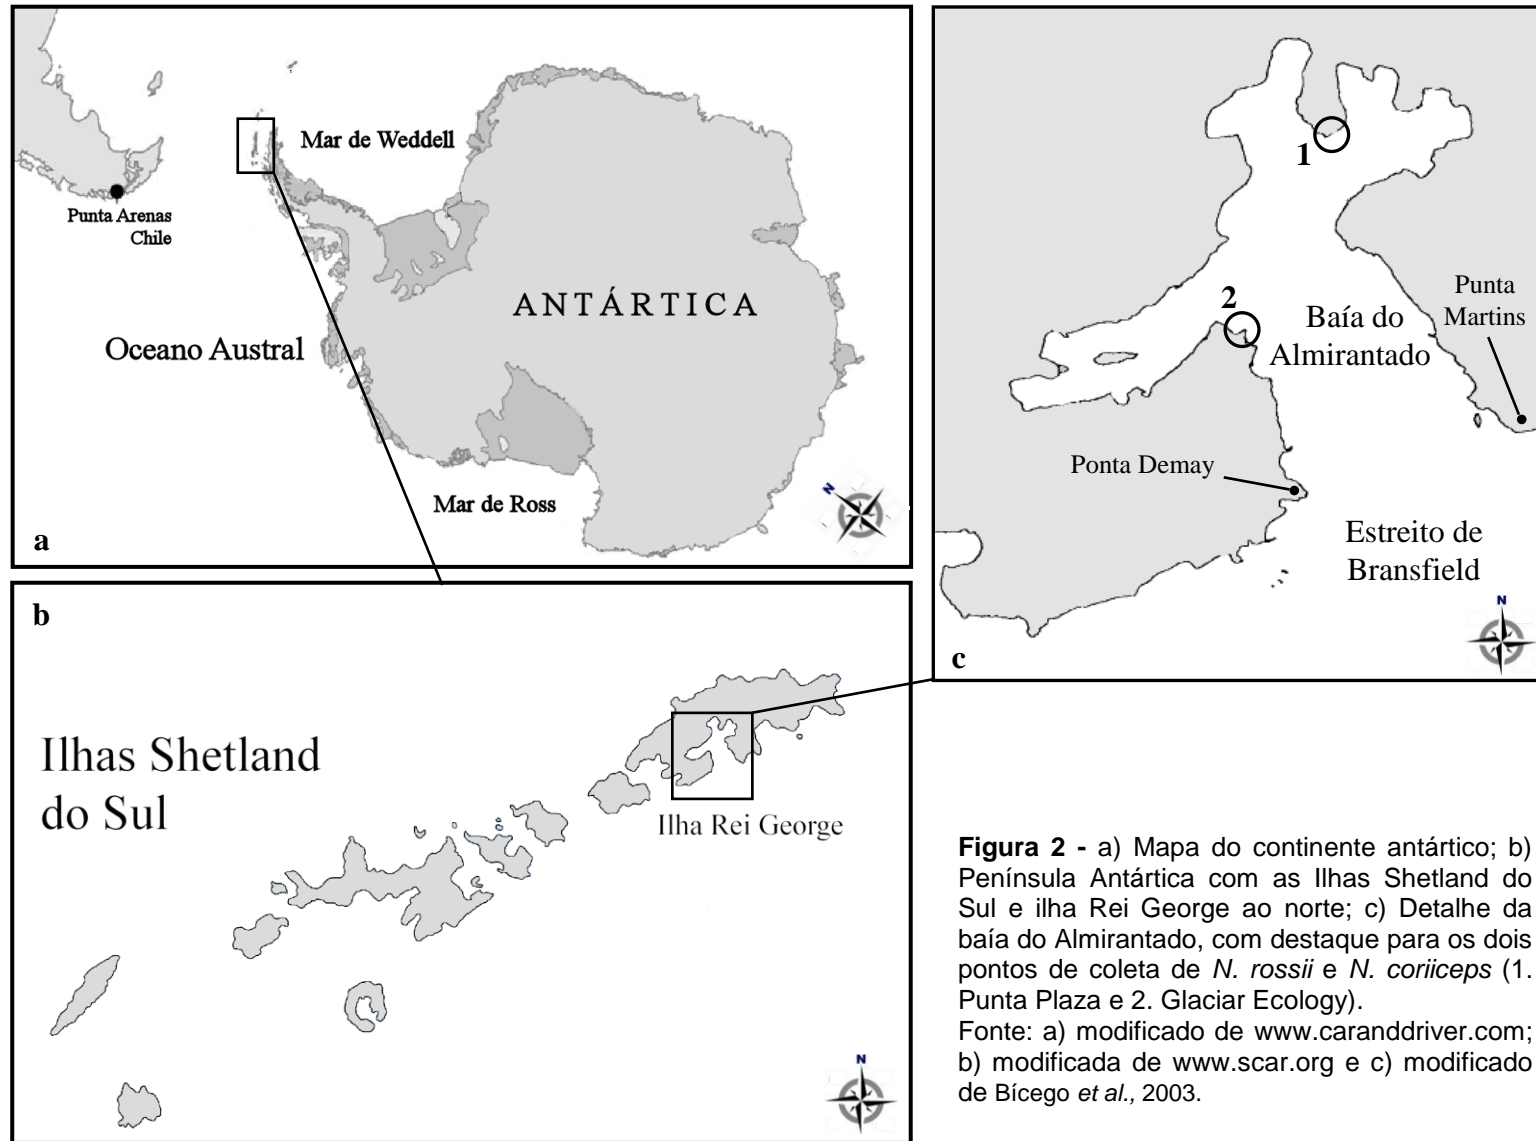 Mar de Weddell
Punta Arenas
Chile
ANTÁRTICA
Oceano Austral
Mar de Ross
N
a
1
2
Baía do
Almirantado
Punta
Martins
Ponta Demay
Estreito de
Bransfield
N
c
b
Ilhas Shetland
do Sul
Ilha Rei George
N
Figura 2 - a) Mapa do continente antártico; b)
Península Antártica com as Ilhas Shetland do
Sul e ilha Rei George ao norte; c) Detalhe da
baía do Almirantado, com destaque para os dois
pontos de coleta de N. rossii e N. coriiceps (1.
Punta Plaza e 2. Glaciar Ecology).
Fonte: a) modificado de www.caranddriver.com;
b) modificada de www.scar.org e c) modificado
de Bícego et al., 2003.